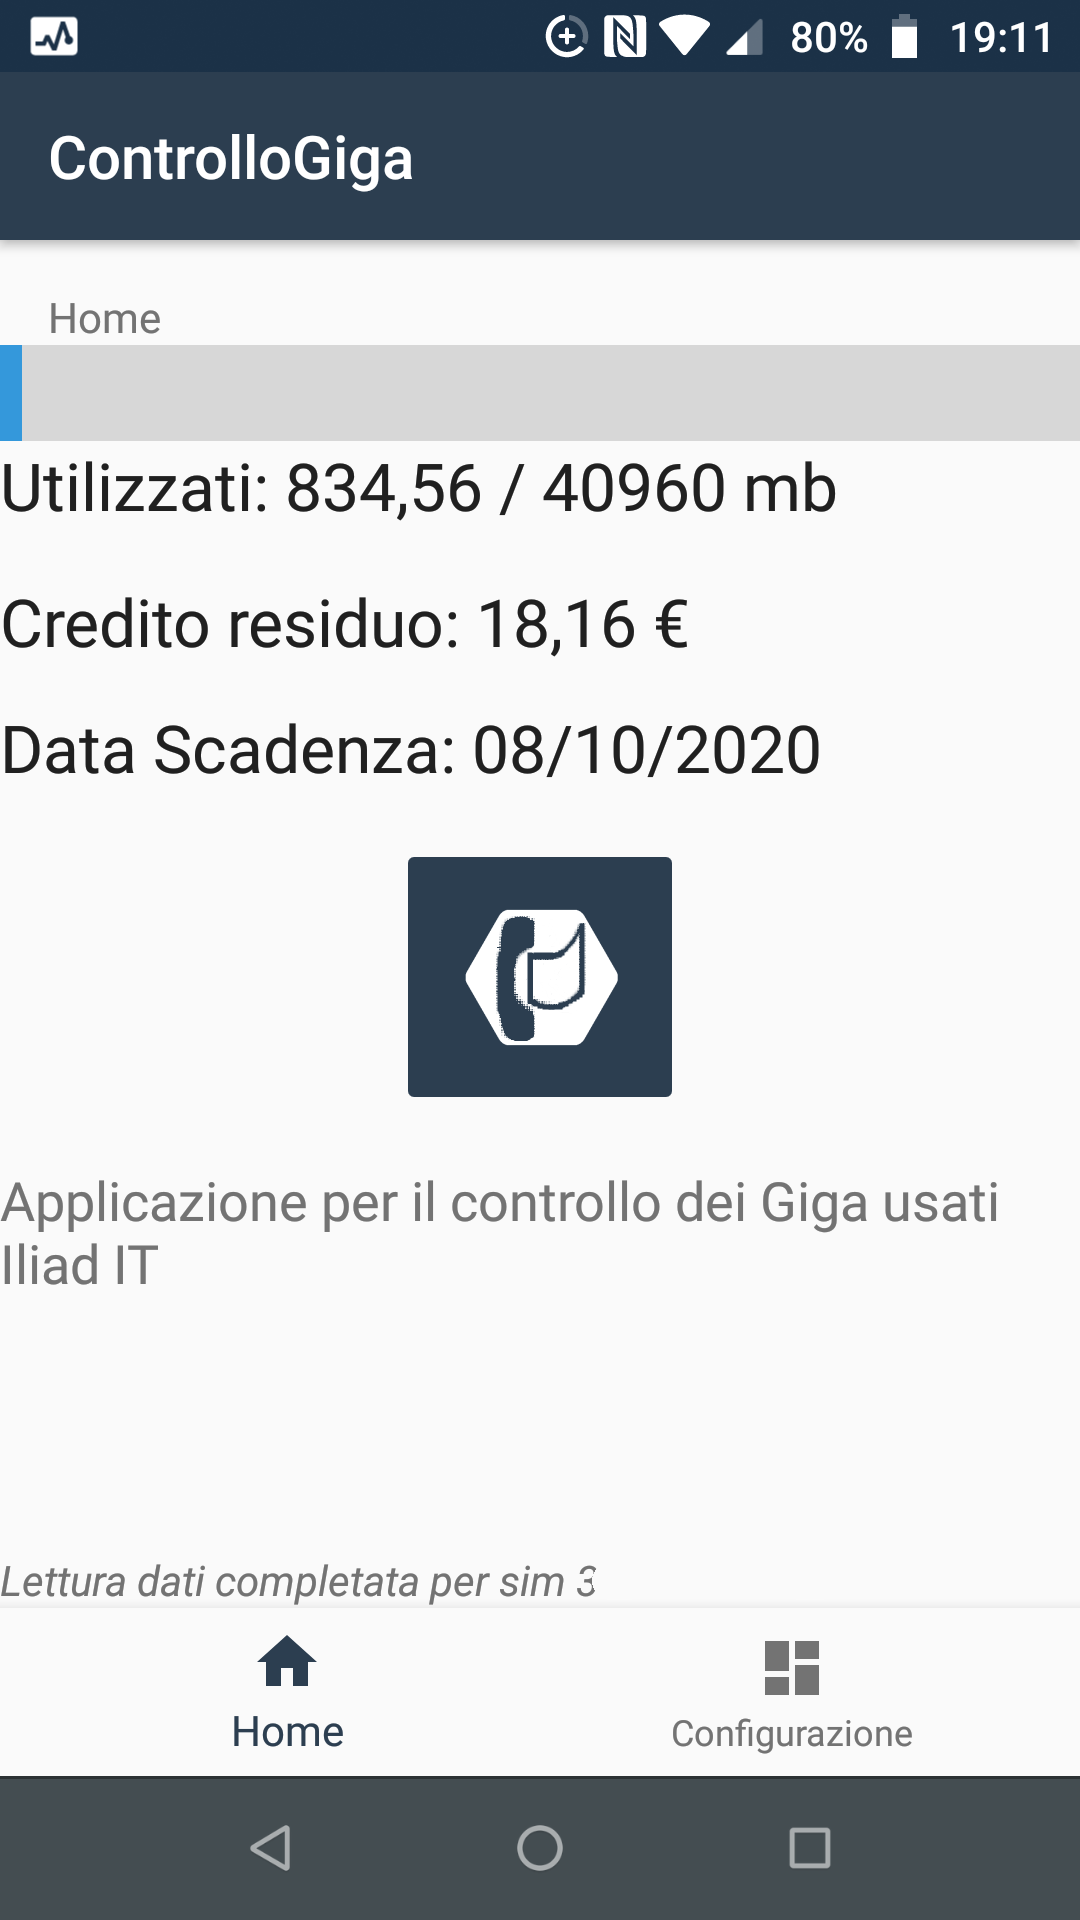 80% 19:11
ControlloGiga
Home
Utilizzati: 834,56 / 40960 mb
Credito residuo: 18,16 €
Data Scadenza: 08/10/2020
Applicazione per il controllo dei Giga usati
Iliad IT
Lettura dati completata per sim 3
Home Configurazione